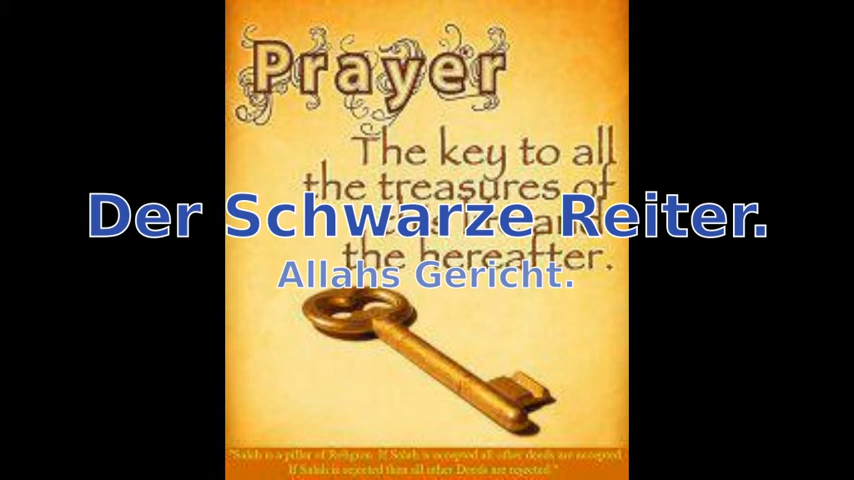 Prayer
The key to all
the treasures of
Der Schwarze Reiter.
the hereafter.
Allahs Gericht.
"Salah is a pillar of Religion. If Salah is accepted all other deeds are accepted.
If Salah is rejected then all other Deeds are rejected."